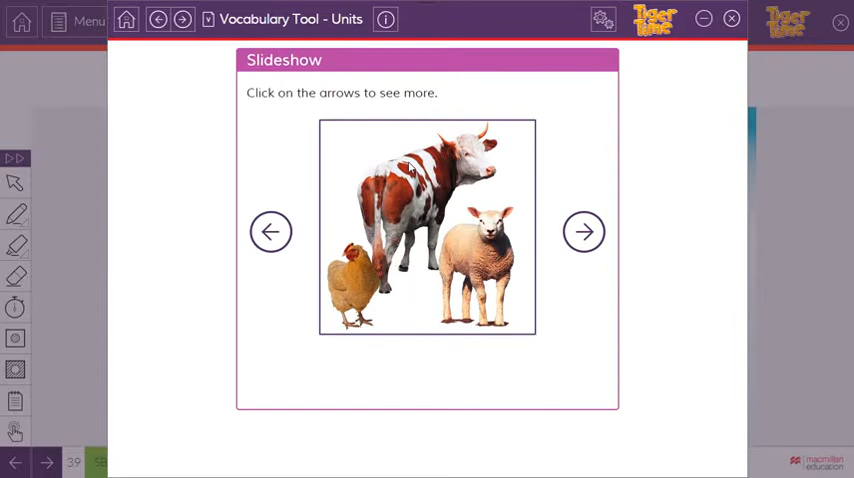 Menu
V Vocabulary Tool - Units
Tiger Time
Tiger Time
Slideshow
Click on the arrows to see more.
39
macmillan
education